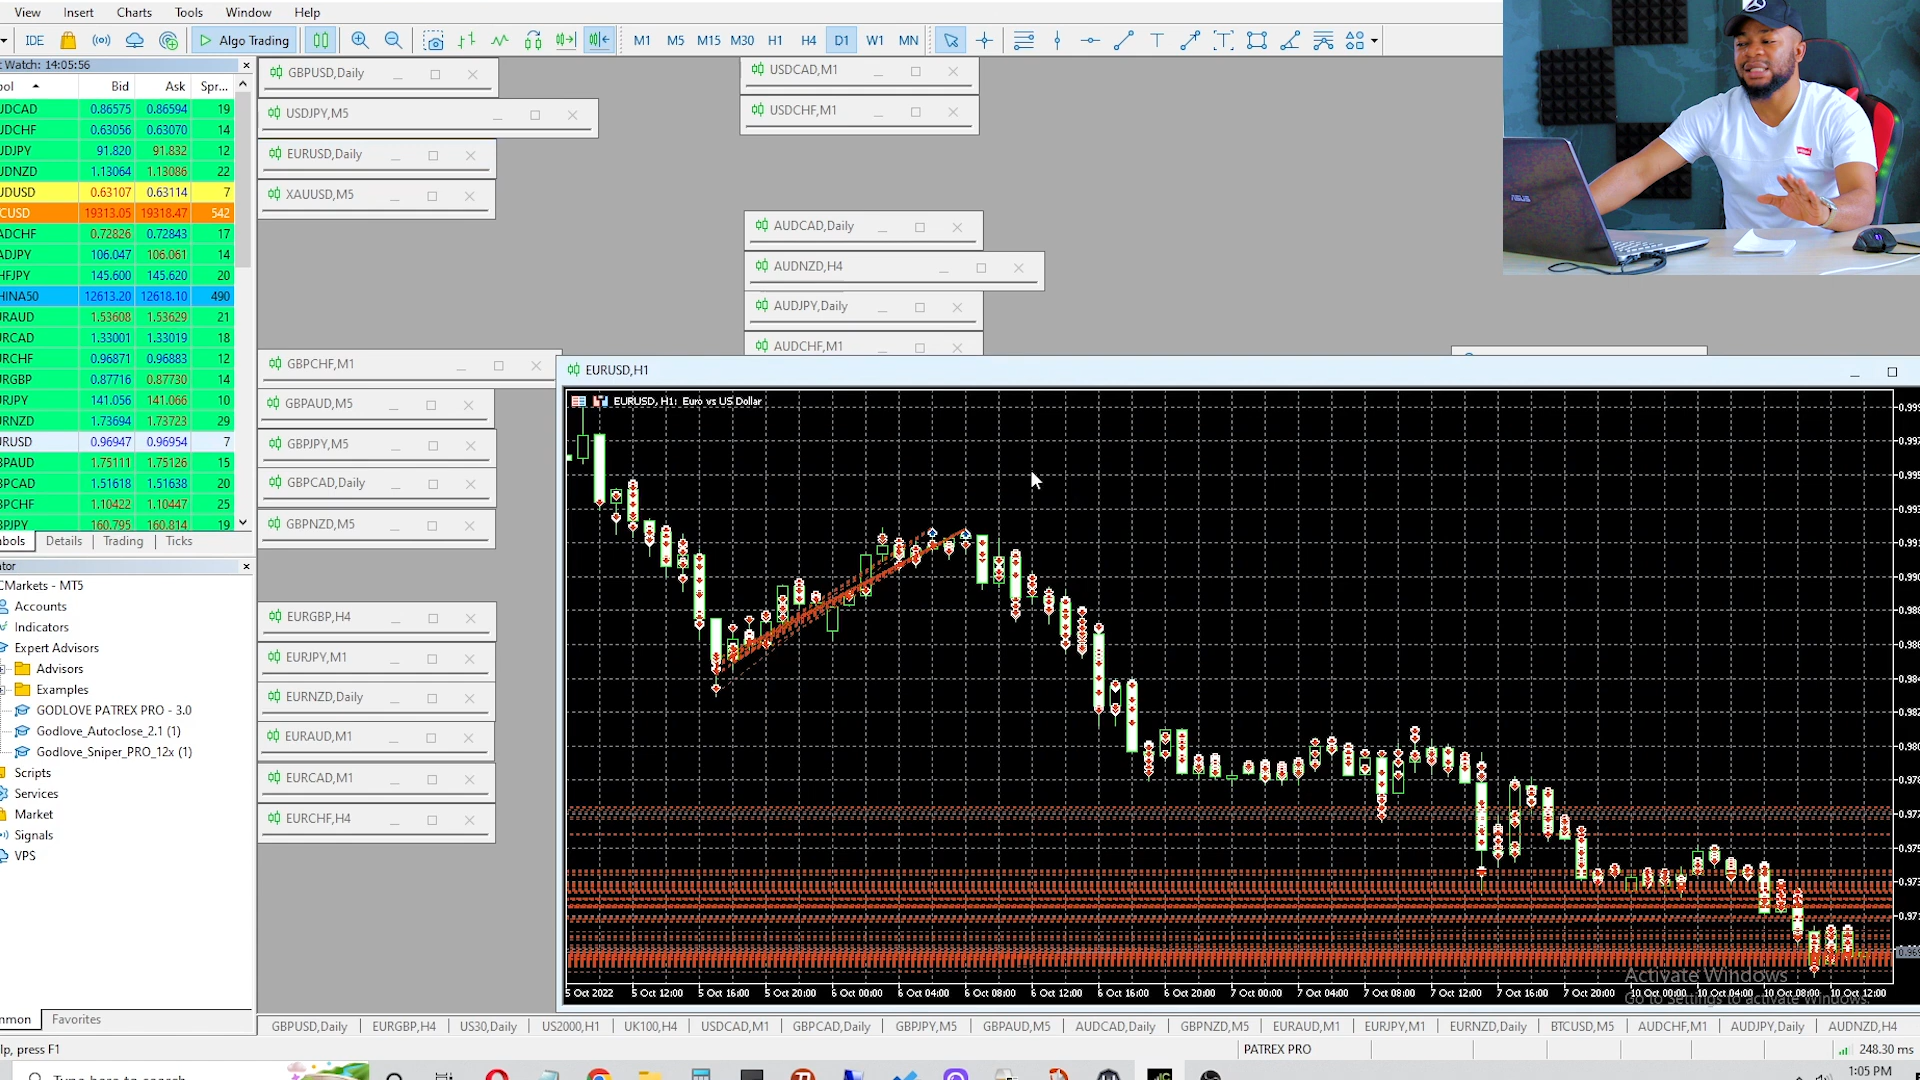 View Insert Charts Tools Window Help
IDE Algo Trading M1 M5 M15 M30 H1 H4 D1 W1 MN
Watch: 14:05:56
Bid Ask Spr...
0.86575 0.86594 19
0.63056 0.63070 14
91.820 91.832 12
1.13064 1.13086 22
0.63107 0.63114 7
19313.05 19318.47 542
0.72826 0.72843 17
106.047 106.061 14
145.600 145.620 20
12613.20 12618.10 490
1.53608 1.53629 21
1.33001 1.33019 18
0.96871 0.96883 12
0.87716 0.87730 14
141.056 141.066 10
1.73694 1.73723 29
0.96947 0.96954 7
1.75111 1.75126 15
1.51618 1.51638 20
1.10422 1.10447 25
160.795 160.814 19
Details Trading Ticks
CMarkets - MT5
Accounts
Indicators
Expert Advisors
Advisors
Examples
GODLOVE PATREX PRO - 3.0
Godlove_Autoclose_2.1 (1)
Godlove_Sniper_PRO_12x (1)
Scripts
Services
Market
Signals
VPS
Favorites
GBPUSD,Daily
USDJPY,M5
EURUSD,Daily
XAUUSD,M5
GBPCHF,M1
GBPAUD,M5
GBPJPY,M5
GBPCAD,Daily
GBPNZD,M5
EURGBP,H4
EURJPY,M1
EURNZD,Daily
EURAUD,M1
EURCAD,M1
EURCHF,H4
USDCAD,M1
USDCHF,M1
AUDCAD,Daily
AUDNZD,H4
AUDJPY,Daily
AUDCHF,M1
EURUSD,H1
EURUSD, H1: Euro vs US Dollar
Activate Windows
Go to Settings to activate Windows.
5 Oct 2022 5 Oct 12:00 5 Oct 16:00 5 Oct 20:00 6 Oct 00:00 6 Oct 04:00 6 Oct 08:00 6 Oct 12:00 6 Oct 16:00 6 Oct 20:00 7 Oct 00:00 7 Oct 04:00 7 Oct 08:00 7 Oct 12:00 7 Oct 16:00 7 Oct 20:00 10 Oct 00:00 10 Oct 04:00 10 Oct 08:00 10 Oct 12:00
GBPUSD,Daily EURGBP,H4 US30,Daily US2000,H1 UK100,H4 USDCAD,M1 GBPCAD,Daily GBPJPY,M5 GBPAUD,M5 AUDCAD,Daily GBPNZD,M5 EURAUD,M1 EURJPY,M1 EURNZD,Daily BTCUSD,M5 AUDCHF,M1 AUDJPY,Daily AUDNZD,H4
press F1 PATREX PRO 248.30 ms
Type here to search 1:05 PM
ASUS